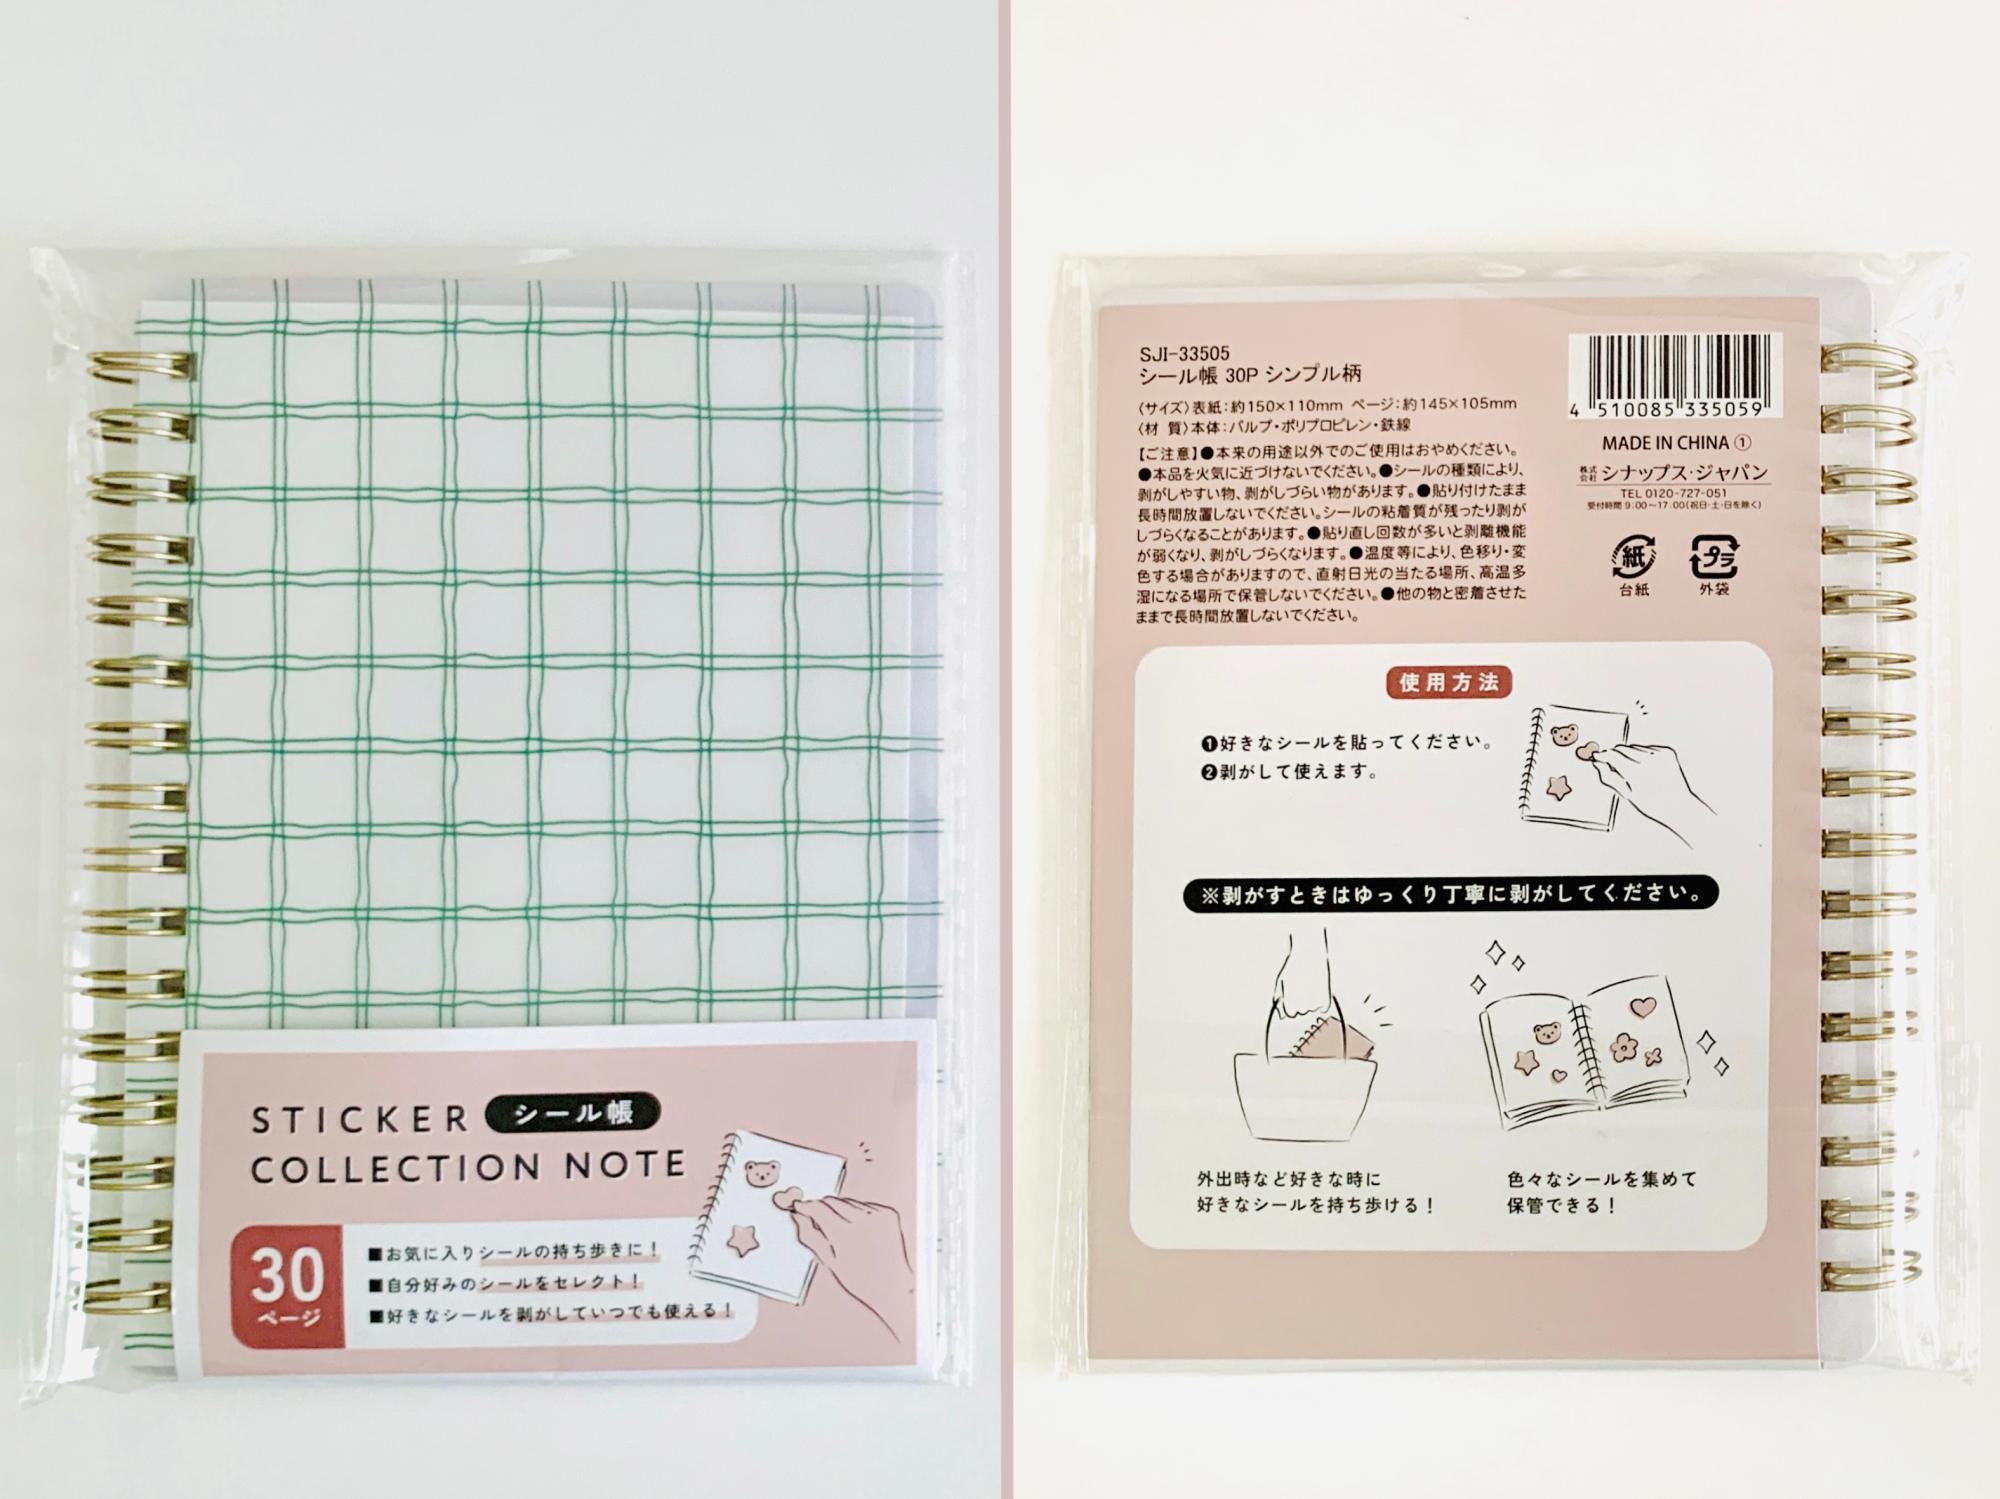 STICKER シール帳
COLLECTION NOTE
30
ページ
■お気に入りシールの持ち歩きに!
■自分好みのシールをセレクト!
■好きなシールを剥がしていつでも使える!
SJI-33505
シール帳 30P シンプル柄
〈サイズ〉表紙:約150×110mm ページ:約145×105mm
〈材 質〉本体:パルプ・ポリプロピレン・鉄線
【ご注意】●本来の用途以外でのご使用はおやめください。
●本品を火気に近づけないでください。●シールの種類により、
剥がしやすい物、剥がしづらい物があります。●貼り付けたまま
長時間放置しないでください。シールの粘着質が残ったり剥が
しづらくなることがあります。●貼り直し回数が多いと剥離機能
が弱くなり、剥がしづらくなります。●温度等により、色移り・変
色する場合がありますので、直射日光の当たる場所、高温多
湿になる場所で保管しないでください。●他の物と密着させた
ままで長時間放置しないでください。
4 510085 335059
MADE IN CHINA ①
株式会社 シナップス・ジャパン
TEL 0120-727-051
受付時間 9:00〜17:00(祝日・土・日を除く)
紙 プラ
台紙 外袋
使用方法
❶好きなシールを貼ってください。
❷剥がして使えます。
※剥がすときはゆっくり丁寧に剥がしてください。
外出時など好きな時に
好きなシールを持ち歩ける!
色々なシールを集めて
保管できる!